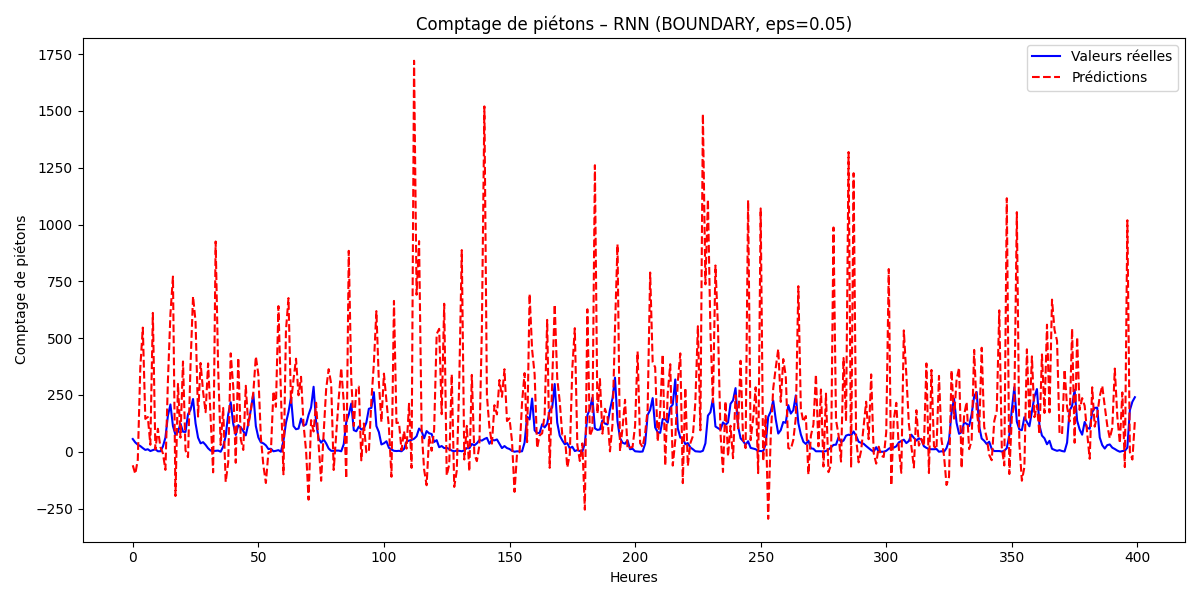 Comptage de piétons – RNN (BOUNDARY, eps=0.05)
Valeurs réelles
Prédictions
Comptage de piétons
1750
1500
1250
1000
750
500
250
0
−250
0 50 100 150 200 250 300 350 400
Heures